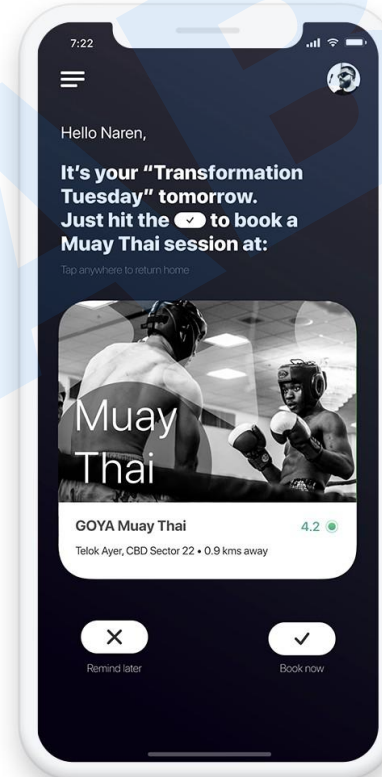 7:22
Hello Naren,
It's your “Transformation
Tuesday” tomorrow.
Just hit the to book a
Muay Thai session at:
Tap anywhere to return home
Muay
Thai
GOYA Muay Thai 4.2
Telok Ayer, CBD Sector 22 • 0.9 kms away
Remind later Book now